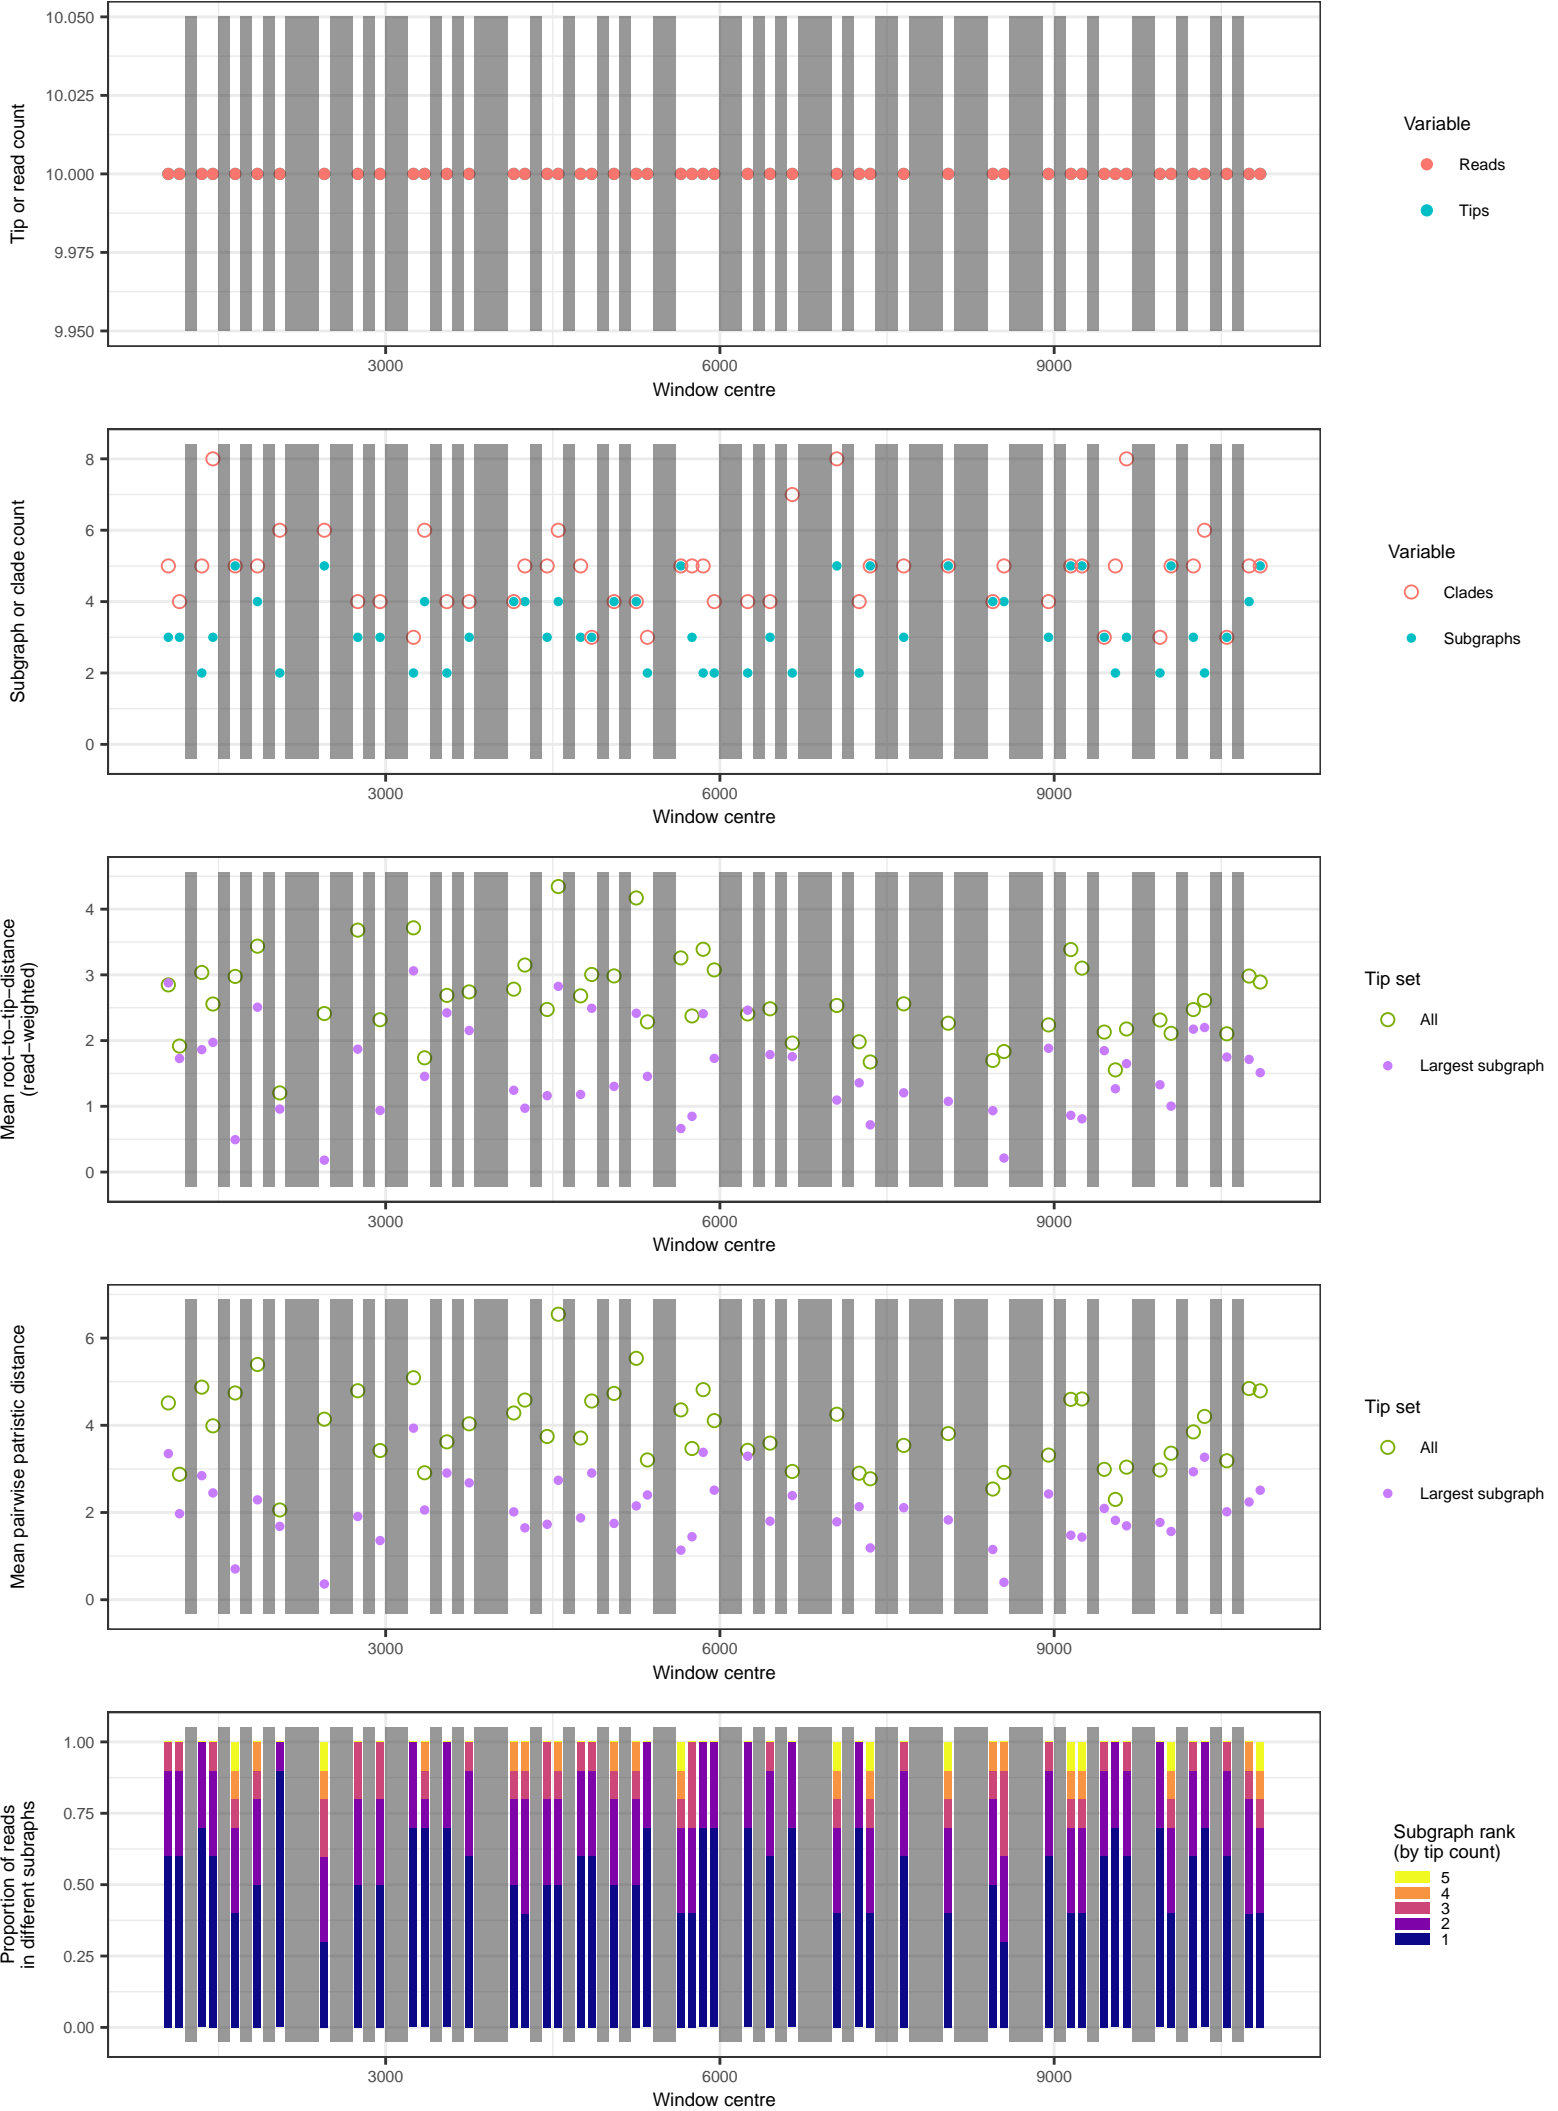 10.050
10.025
10.000
9.975
9.950
Tip or read count
3000 6000 9000
Window centre
Variable
Reads
Tips
8
6
4
2
0
Subgraph or clade count
3000 6000 9000
Window centre
Variable
Clades
Subgraphs
4
3
2
1
0
Mean root−to−tip−distance
(read−weighted)
3000 6000 9000
Window centre
Tip set
All
Largest subgraph
6
4
2
0
Mean pairwise patristic distance
3000 6000 9000
Window centre
Tip set
All
Largest subgraph
1.00
0.75
0.50
0.25
0.00
Proportion of reads
in different subraphs
3000 6000 9000
Window centre
Subgraph rank
(by tip count)
5
4
3
2
1